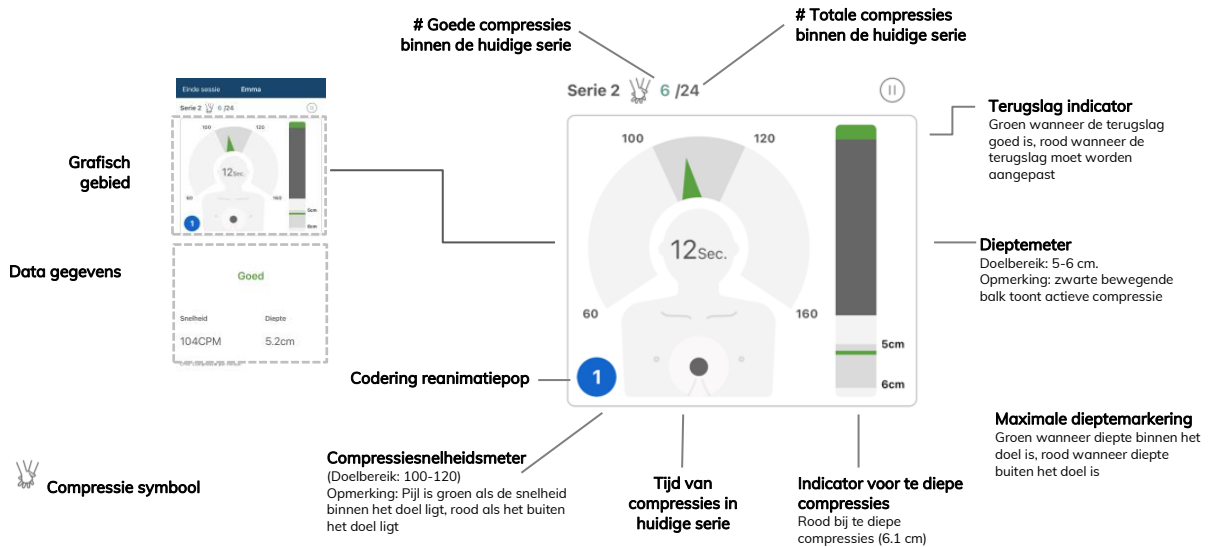 # Goede compressies
binnen de huidige serie
# Totale compressies
binnen de huidige serie
Einde sessie Emma
Serie 2 6 /24
100 120
12Sec.
60 160
5cm
6cm
1
Grafisch
gebied
Data gegevens
Goed
Snelheid Diepte
104CPM 5.2cm
Serie 2 6 /24
100 120
12Sec.
60 160
5cm
6cm
1
Terugslag indicator
Groen wanneer de terugslag
goed is, rood wanneer de
terugslag moet worden
aangepast
Dieptemeter
Doelbereik: 5-6 cm.
Opmerking: zwarte bewegende
balk toont actieve compressie
Codering reanimatiepop
Maximale dieptemarkering
Groen wanneer diepte binnen het
doel is, rood wanneer diepte
buiten het doel is
Compressie symbool
Compressiesnelheidsmeter
(Doelbereik: 100-120)
Opmerking: Pijl is groen als de snelheid
binnen het doel ligt, rood als het buiten
het doel ligt
Tijd van
compressies in
huidige serie
Indicator voor te diepe
compressies
Rood bij te diepe
compressies (6.1 cm)